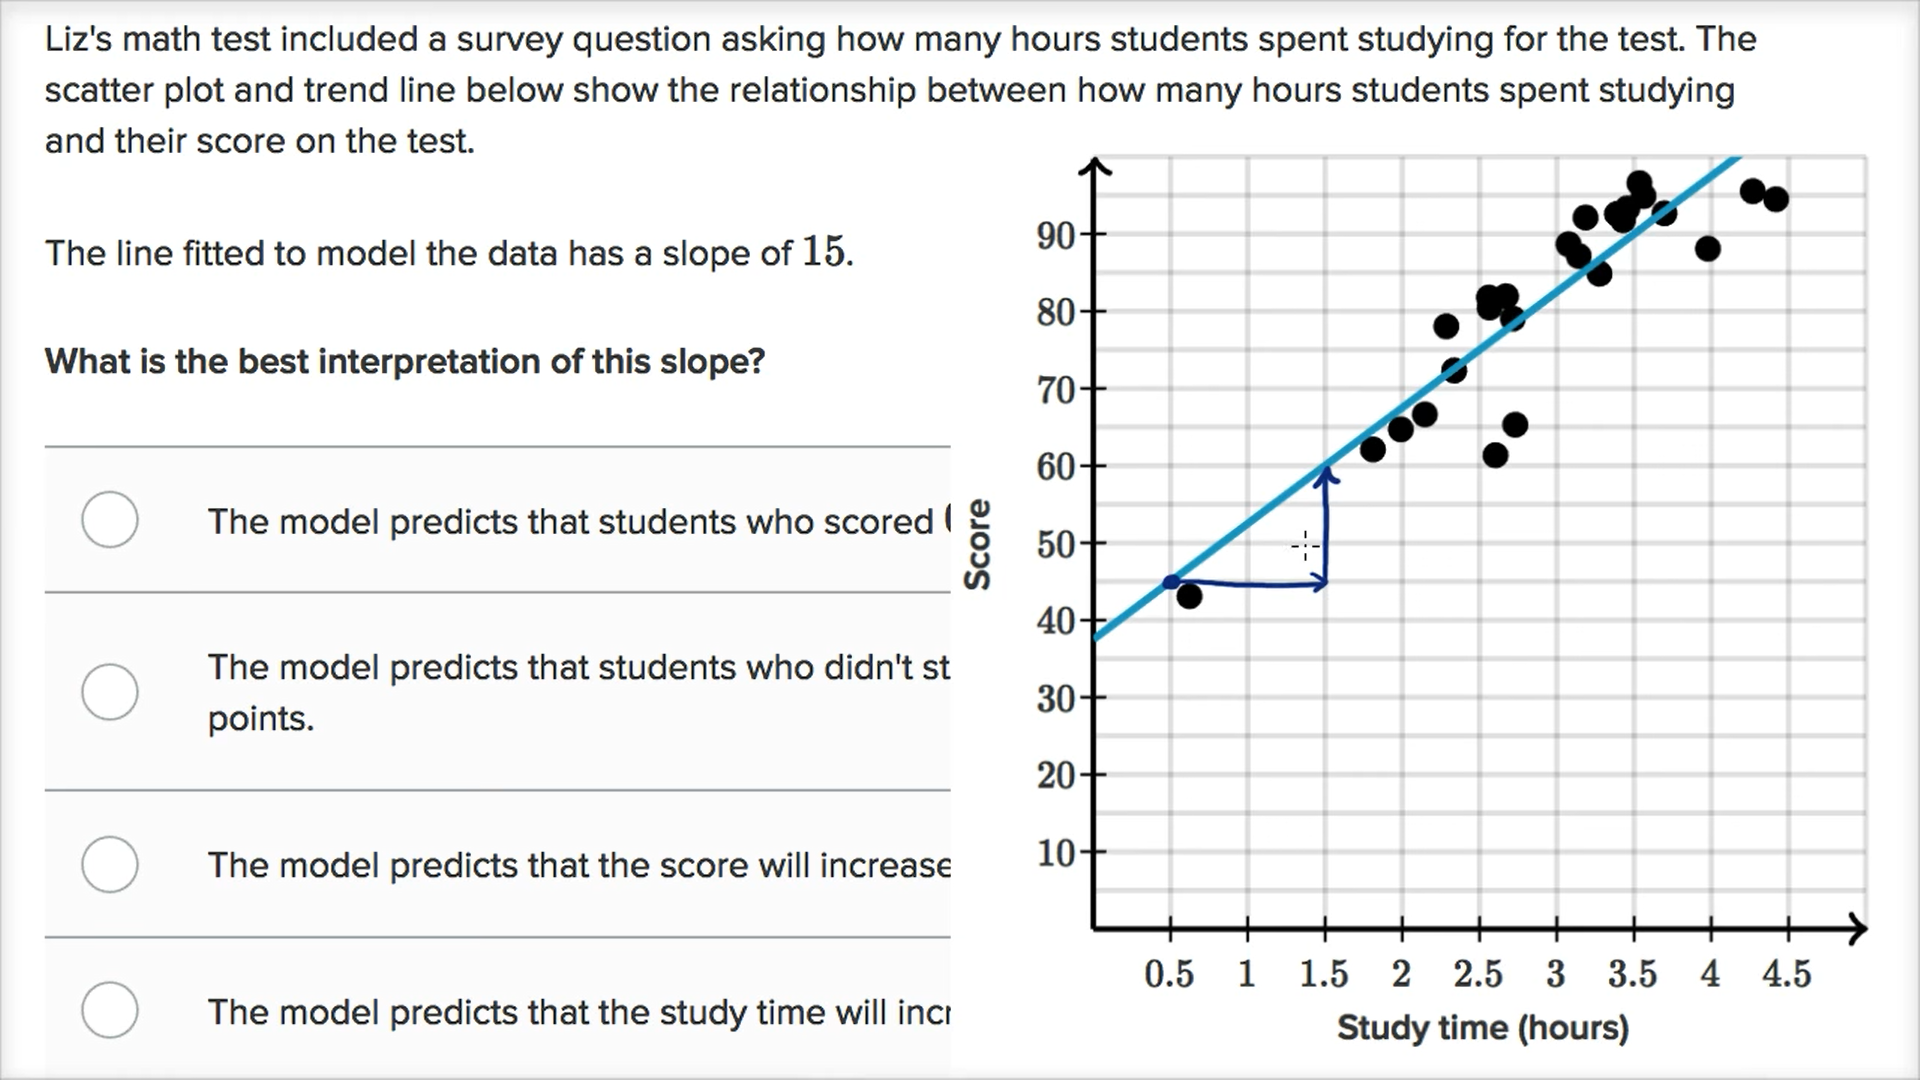 Liz's math test included a survey question asking how many hours students spent studying for the test. The
scatter plot and trend line below show the relationship between how many hours students spent studying
and their score on the test.
The line fitted to model the data has a slope of 15.
What is the best interpretation of this slope?
The model predicts that students who scored
The model predicts that students who didn't st
points.
The model predicts that the score will increase
The model predicts that the study time will incr
Score
90
80
70
60
50
40
30
20
10
0.5 1 1.5 2 2.5 3 3.5 4 4.5
Study time (hours)